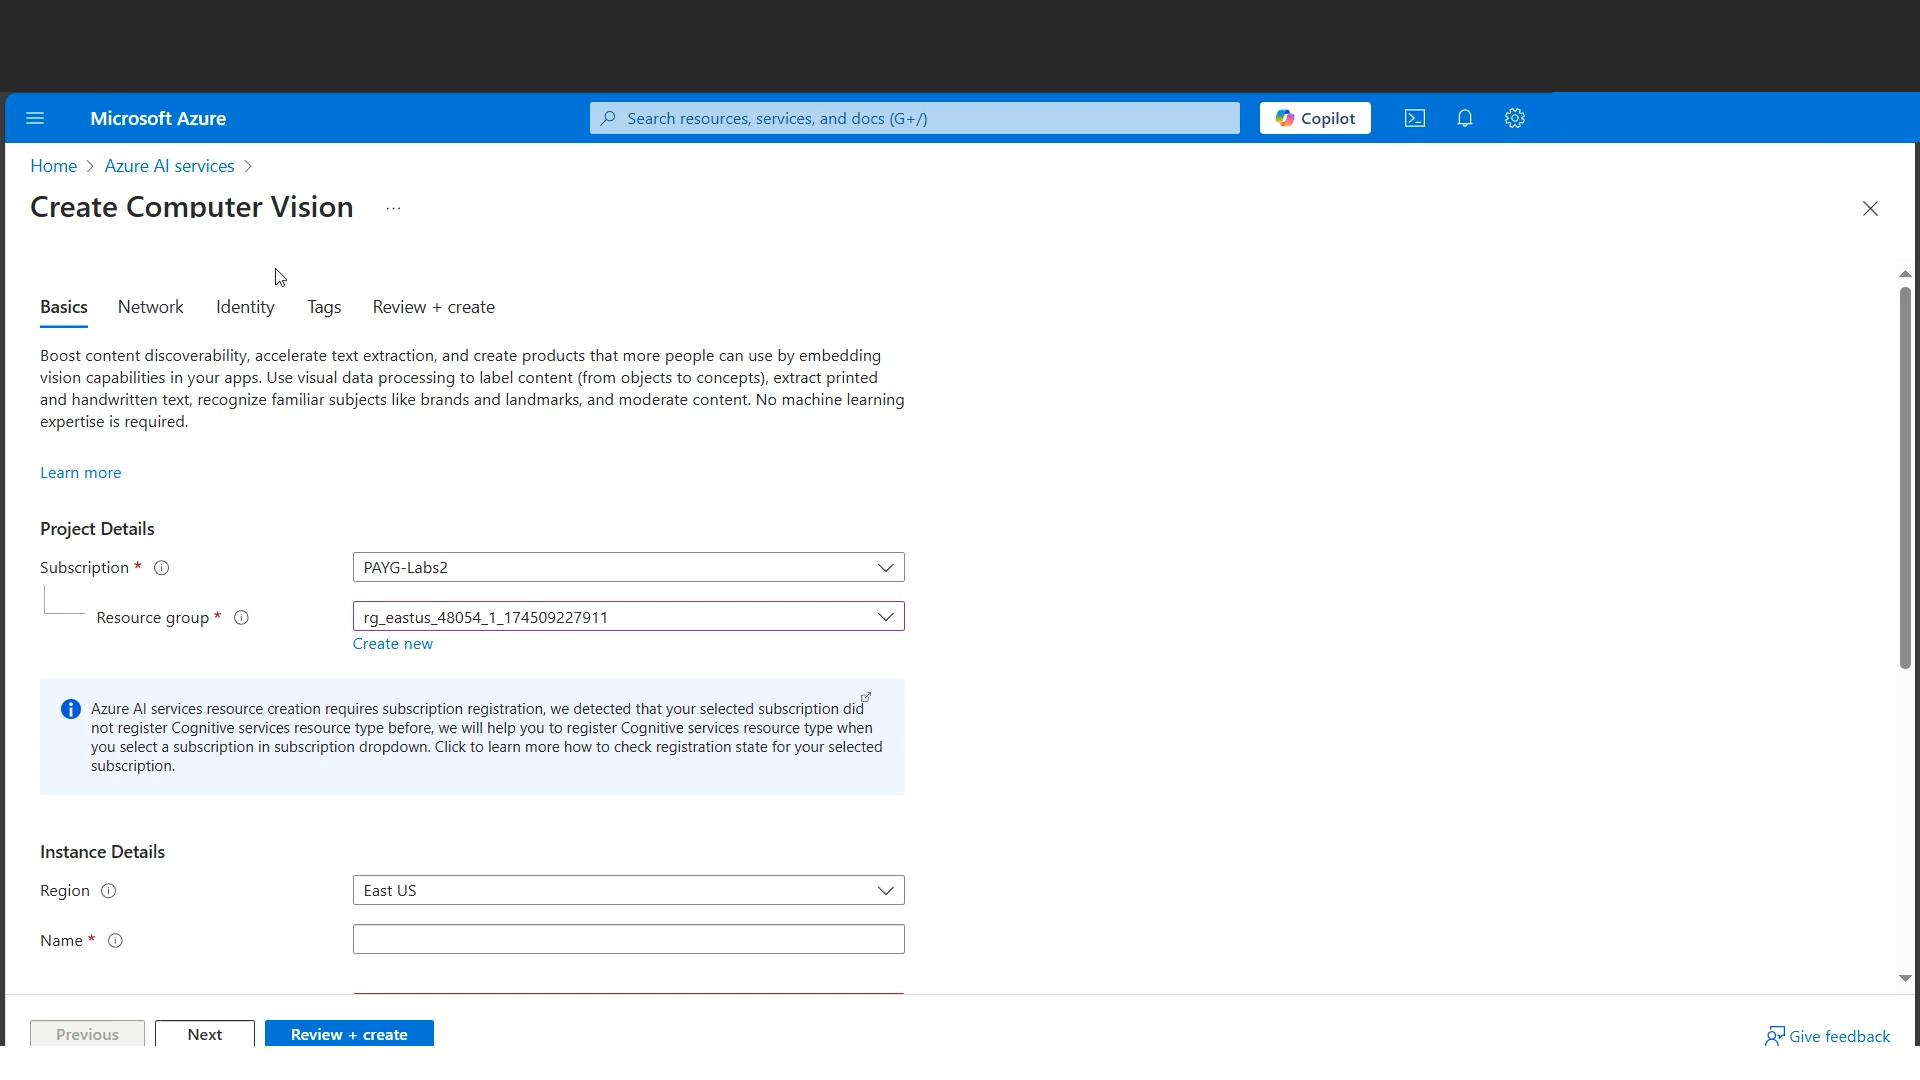 Microsoft Azure
Search resources, services, and docs (G+/)
Copilot
Home > Azure AI services >
Create Computer Vision ...
Basics Network Identity Tags Review + create
Boost content discoverability, accelerate text extraction, and create products that more people can use by embedding
vision capabilities in your apps. Use visual data processing to label content (from objects to concepts), extract printed
and handwritten text, recognize familiar subjects like brands and landmarks, and moderate content. No machine learning
expertise is required.
Learn more
Project Details
Subscription * PAYG-Labs2
Resource group * rg_eastus_48054_1_174509227911
Create new
Azure AI services resource creation requires subscription registration, we detected that your selected subscription did
not register Cognitive services resource type before, we will help you to register Cognitive services resource type when
you select a subscription in subscription dropdown. Click to learn more how to check registration state for your selected
subscription.
Instance Details
Region East US
Name *
Previous Next Review + create
Give feedback